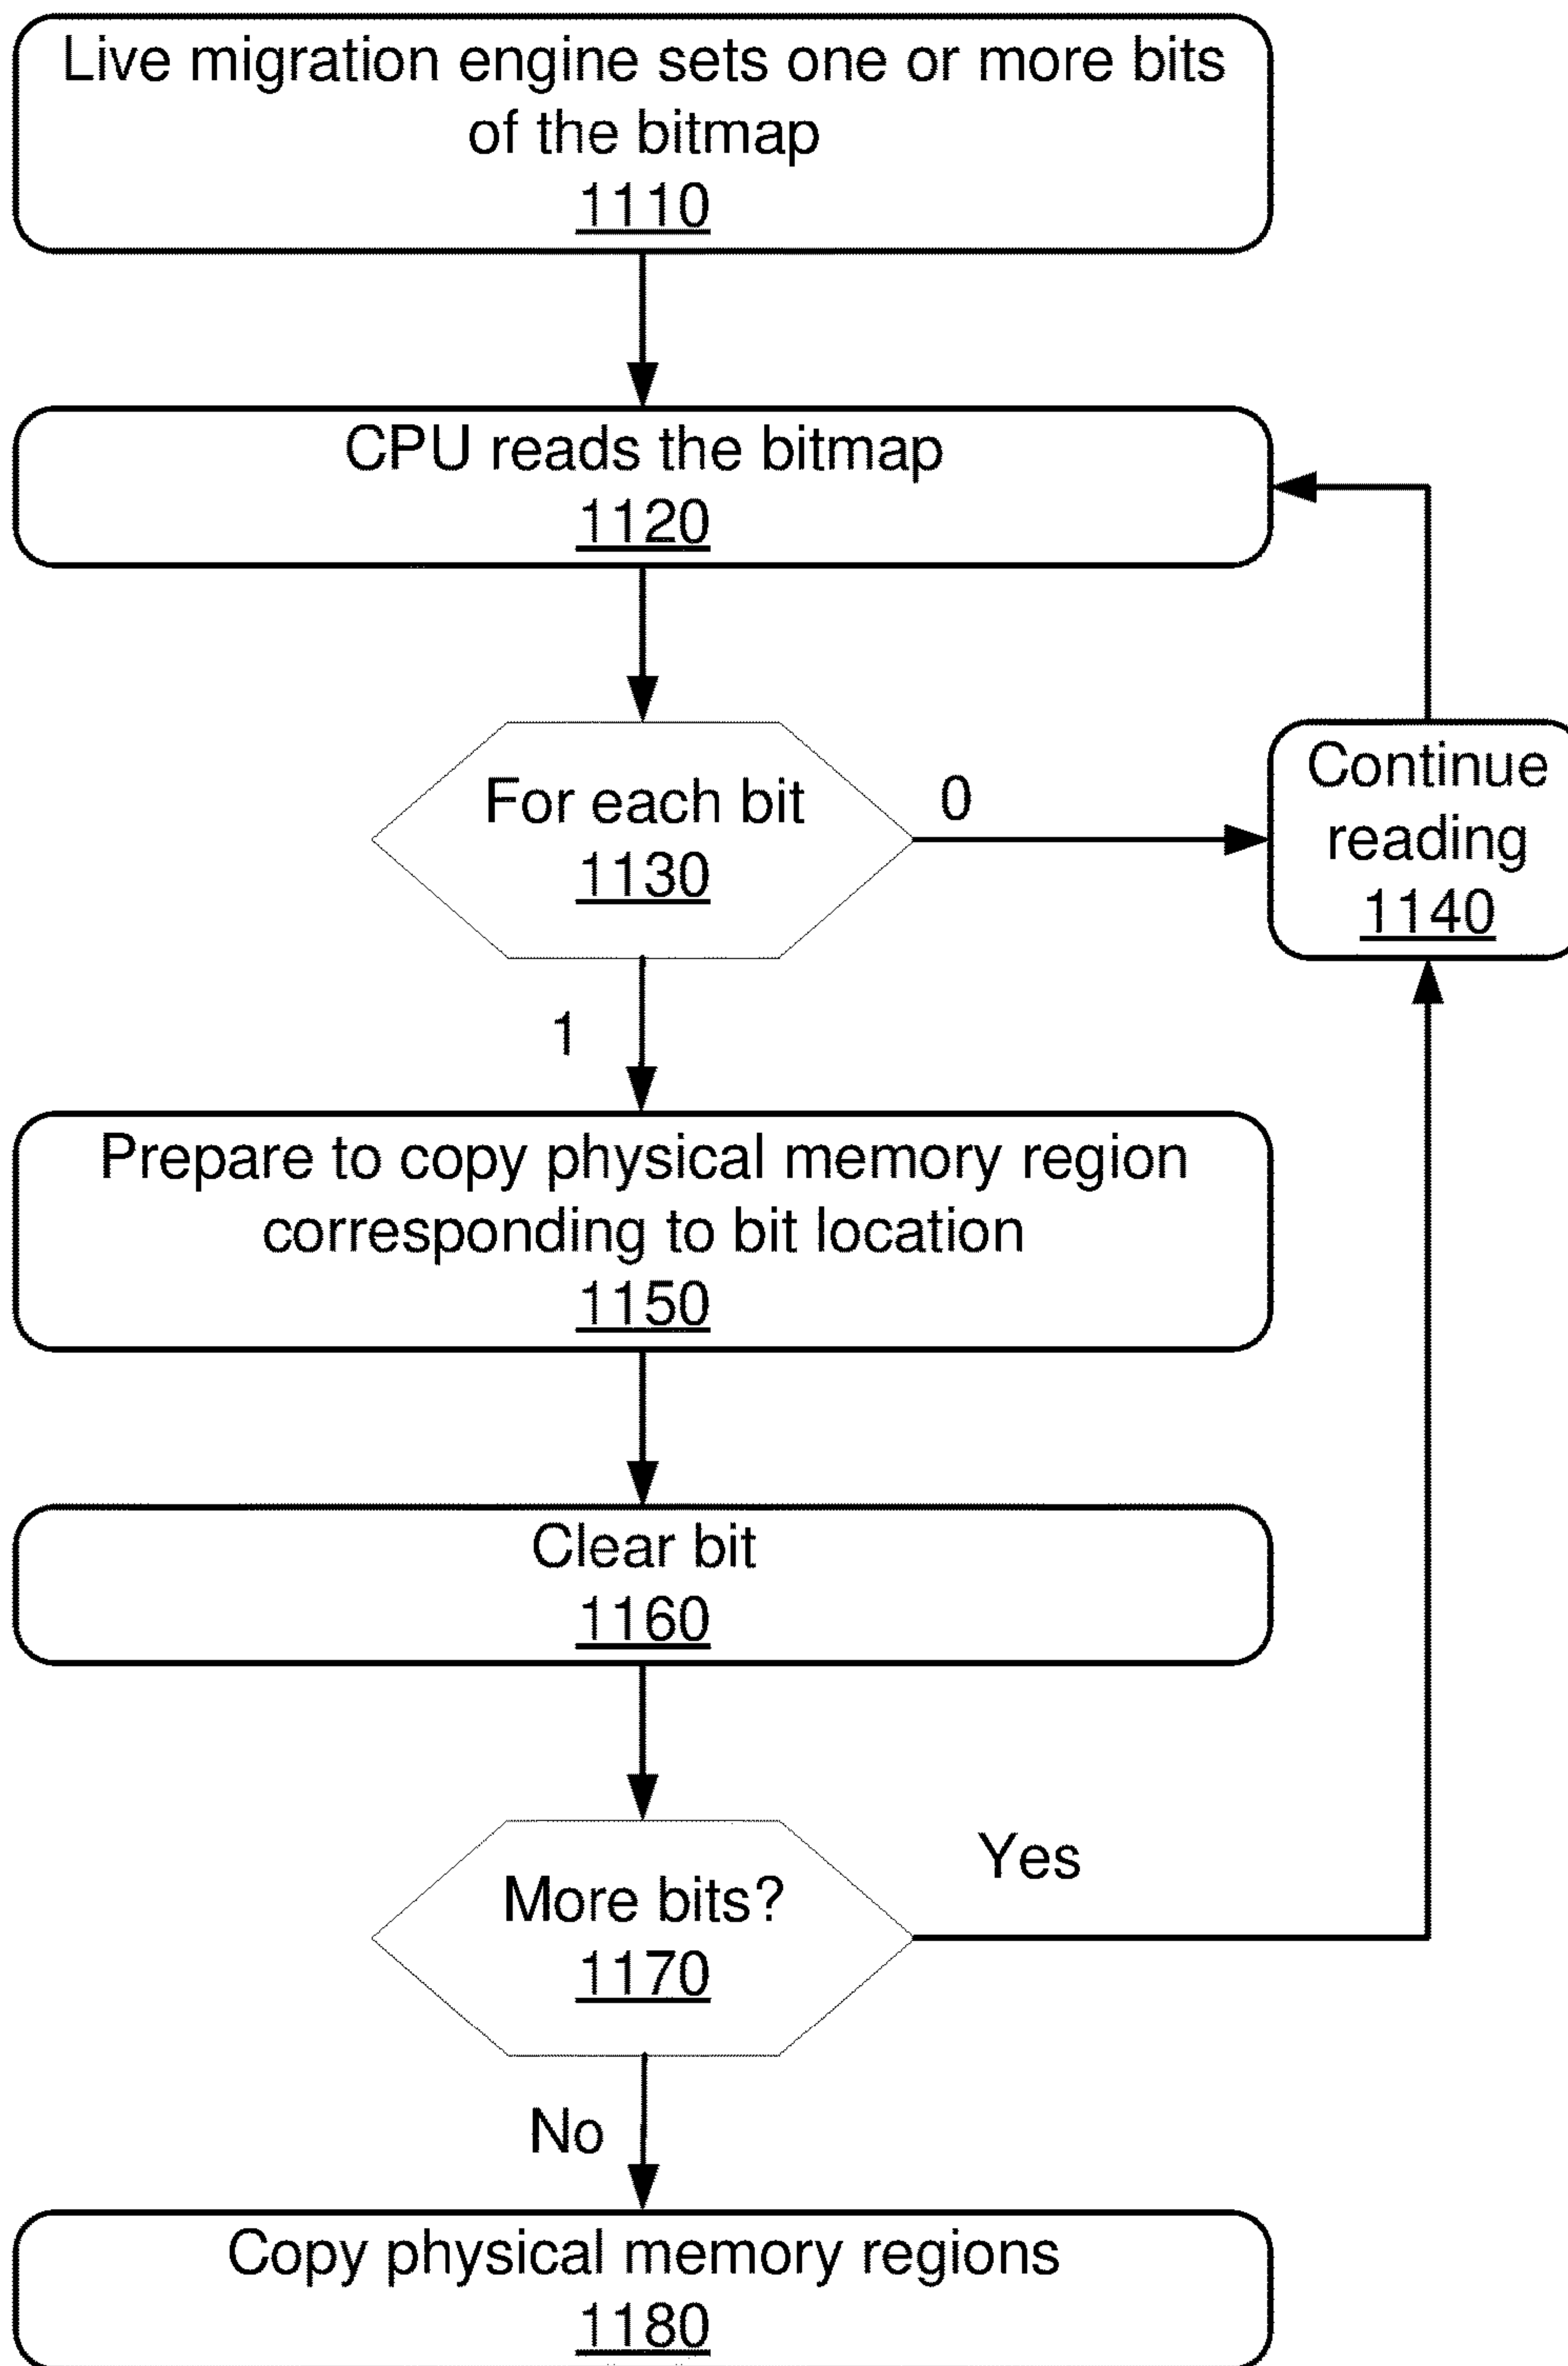 Live migration engine sets one or more bits
of the bitmap
1110
CPU reads the bitmap
1120
For each bit
1130
0
Continue
reading
1140
1
Prepare to copy physical memory region
corresponding to bit location
1150
Clear bit
1160
More bits?
1170
Yes
No
Copy physical memory regions
1180